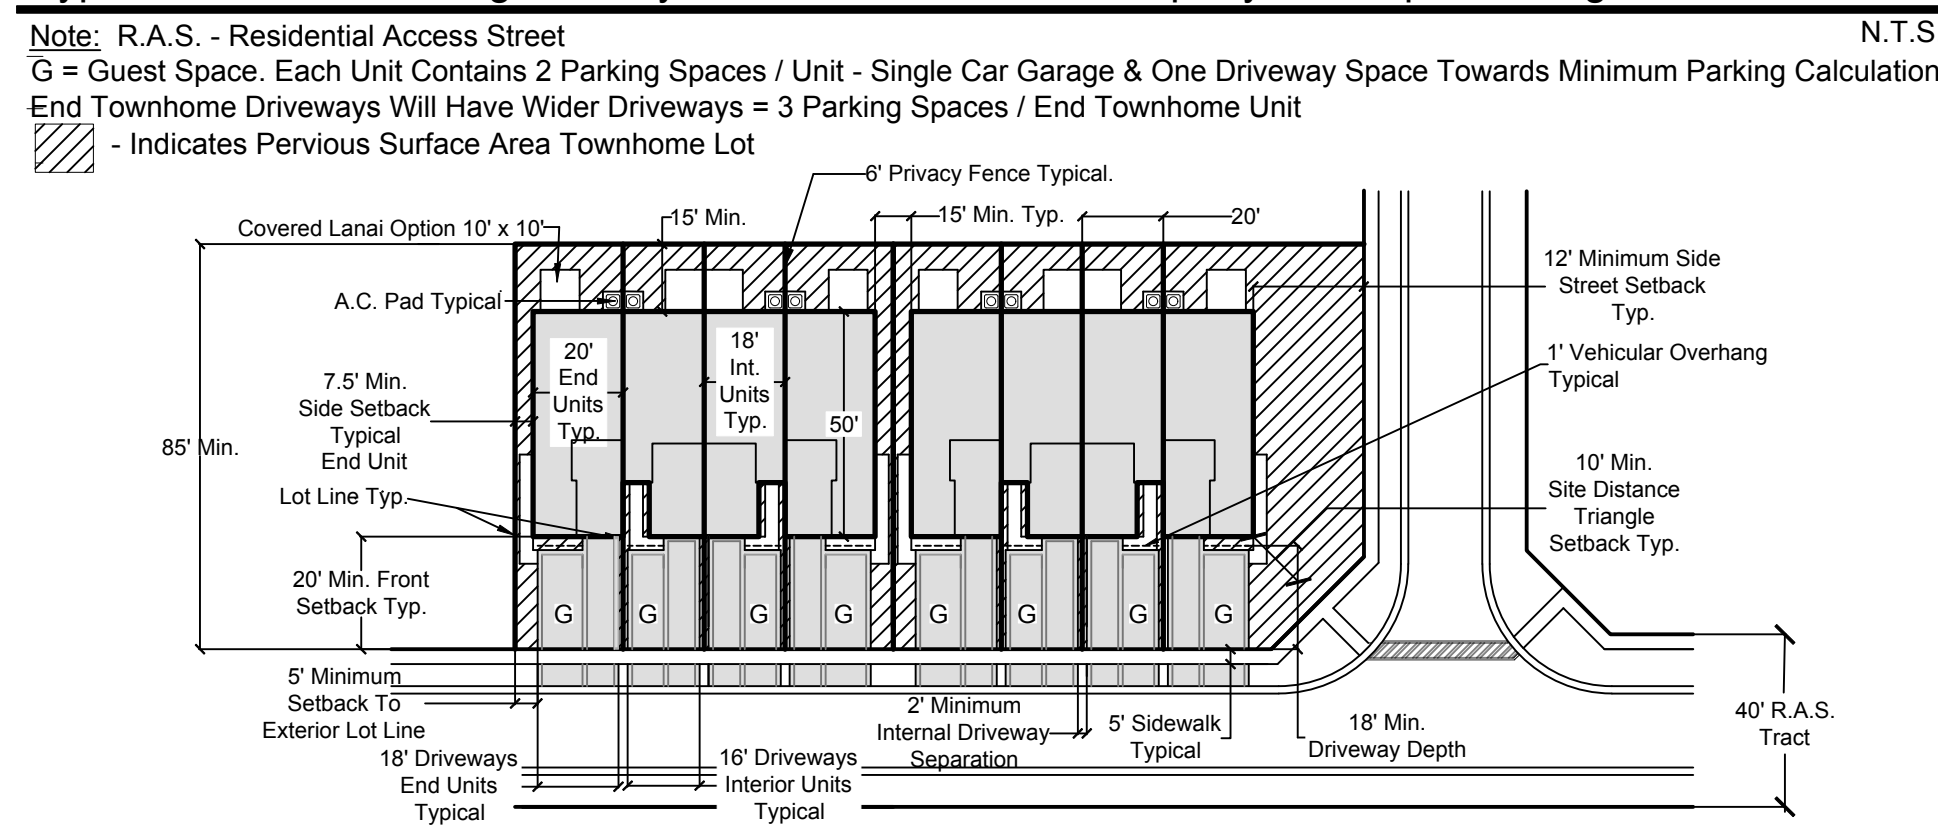 Note: R.A.S. - Residential Access Street
N.T.S
G = Guest Space. Each Unit Contains 2 Parking Spaces / Unit - Single Car Garage & One Driveway Space Towards Minimum Parking Calculation
End Townhome Driveways Will Have Wider Driveways = 3 Parking Spaces / End Townhome Unit
- Indicates Pervious Surface Area Townhome Lot
6' Privacy Fence Typical.
Covered Lanai Option 10' x 10'
15' Min.
15' Min. Typ.
20'
A.C. Pad Typical
12' Minimum Side
Street Setback
Typ.
20'
End
Units
Typ.
18'
Int.
Units
Typ.
50'
1' Vehicular Overhang
Typical
7.5' Min.
Side Setback
Typical
End Unit
85' Min.
Lot Line Typ.
10' Min.
Site Distance
Triangle
Setback Typ.
20' Min. Front
Setback Typ.
G
G
G
G
G
G
G
G
5' Minimum
Setback To
Exterior Lot Line
2' Minimum
Internal Driveway
Separation
5' Sidewalk
Typical
18' Min.
Driveway Depth
40' R.A.S.
Tract
18' Driveways
End Units
Typical
16' Driveways
Interior Units
Typical